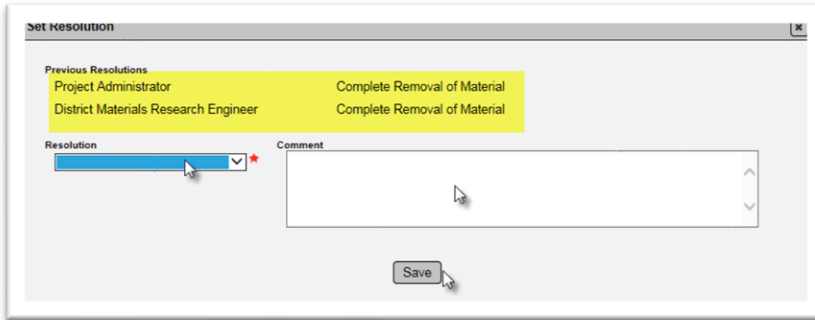 Set Resolution
Previous Resolutions
Project Administrator Complete Removal of Material
District Materials Research Engineer Complete Removal of Material
Resolution Comment
Save